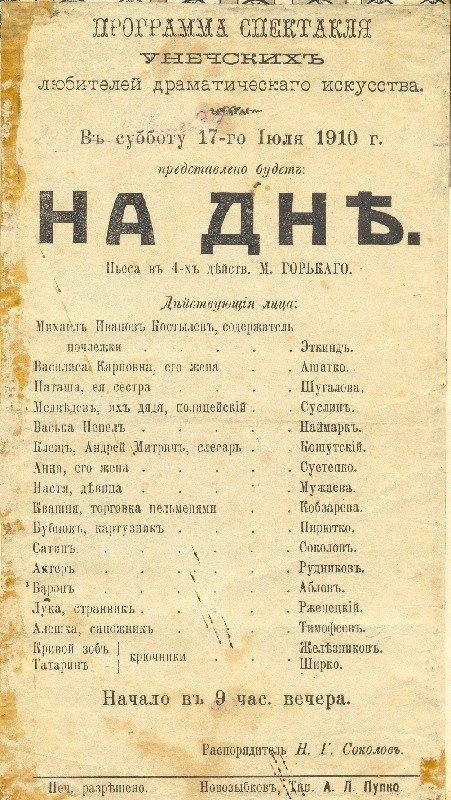 ПРОГРАММА СПЕКТАКЛЯ
УНЕЧСКИХЪ
любителей драматическаго искусства.
Въ субботу 17-го Іюля 1910 г.
представлено будетъ:
НА ДНѢ.
Пьеса въ 4-хъ дѣйств. М. ГОРЬКАГО.
Дѣйствующія лица:
Михаилъ Ивановъ Костылевъ, содержатель
ночлежки . . . . . Эткиндъ.
Василиса Карповна, его жена . . . Ашитко.
Наташа, ея сестра . . . . Шугалова.
Медвѣдевъ, ихъ дядя, полицейскій . . Суслинъ.
Васька Пепелъ . . . . . Наймаркъ.
Клещъ, Андрей Митричъ, слесарь . . Кошутскій.
Анна, его жена . . . . . Суетенко.
Настя, дѣвица . . . . . Мужаева.
Квашня, торговка пельменями . . . Кобзарева.
Бубновъ, картузникъ . . . . Пирютко.
Сатинъ . . . . . Соколовъ.
Актеръ . . . . . Рудниковъ.
Баронъ . . . . . Абловъ.
Лука, странникъ . . . . . Рженецкій.
Алешка, сапожникъ . . . . Тимофеевъ.
Кривой зобъ } крючники . . . Желѣзниковъ.
Татаринъ Ширко.
Начало въ 9 час. вечера.
Распорядитель Н. Г. Соколовъ.
Печ. разрѣшено. Новозыбковъ, Тип. А. Л. Пупко.